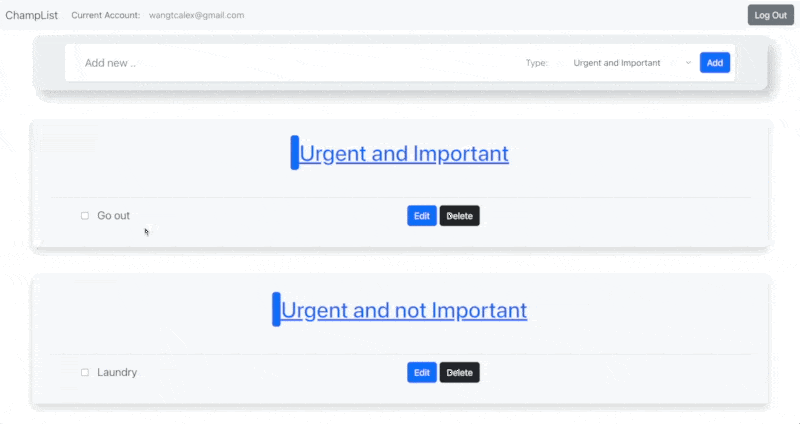 ChampList Current Account: wangtcalex@gmail.com Log Out
Add new .. Type: Urgent and Important Add
Urgent and Important
Go out Edit Delete
Urgent and not Important
Laundry Edit Delete